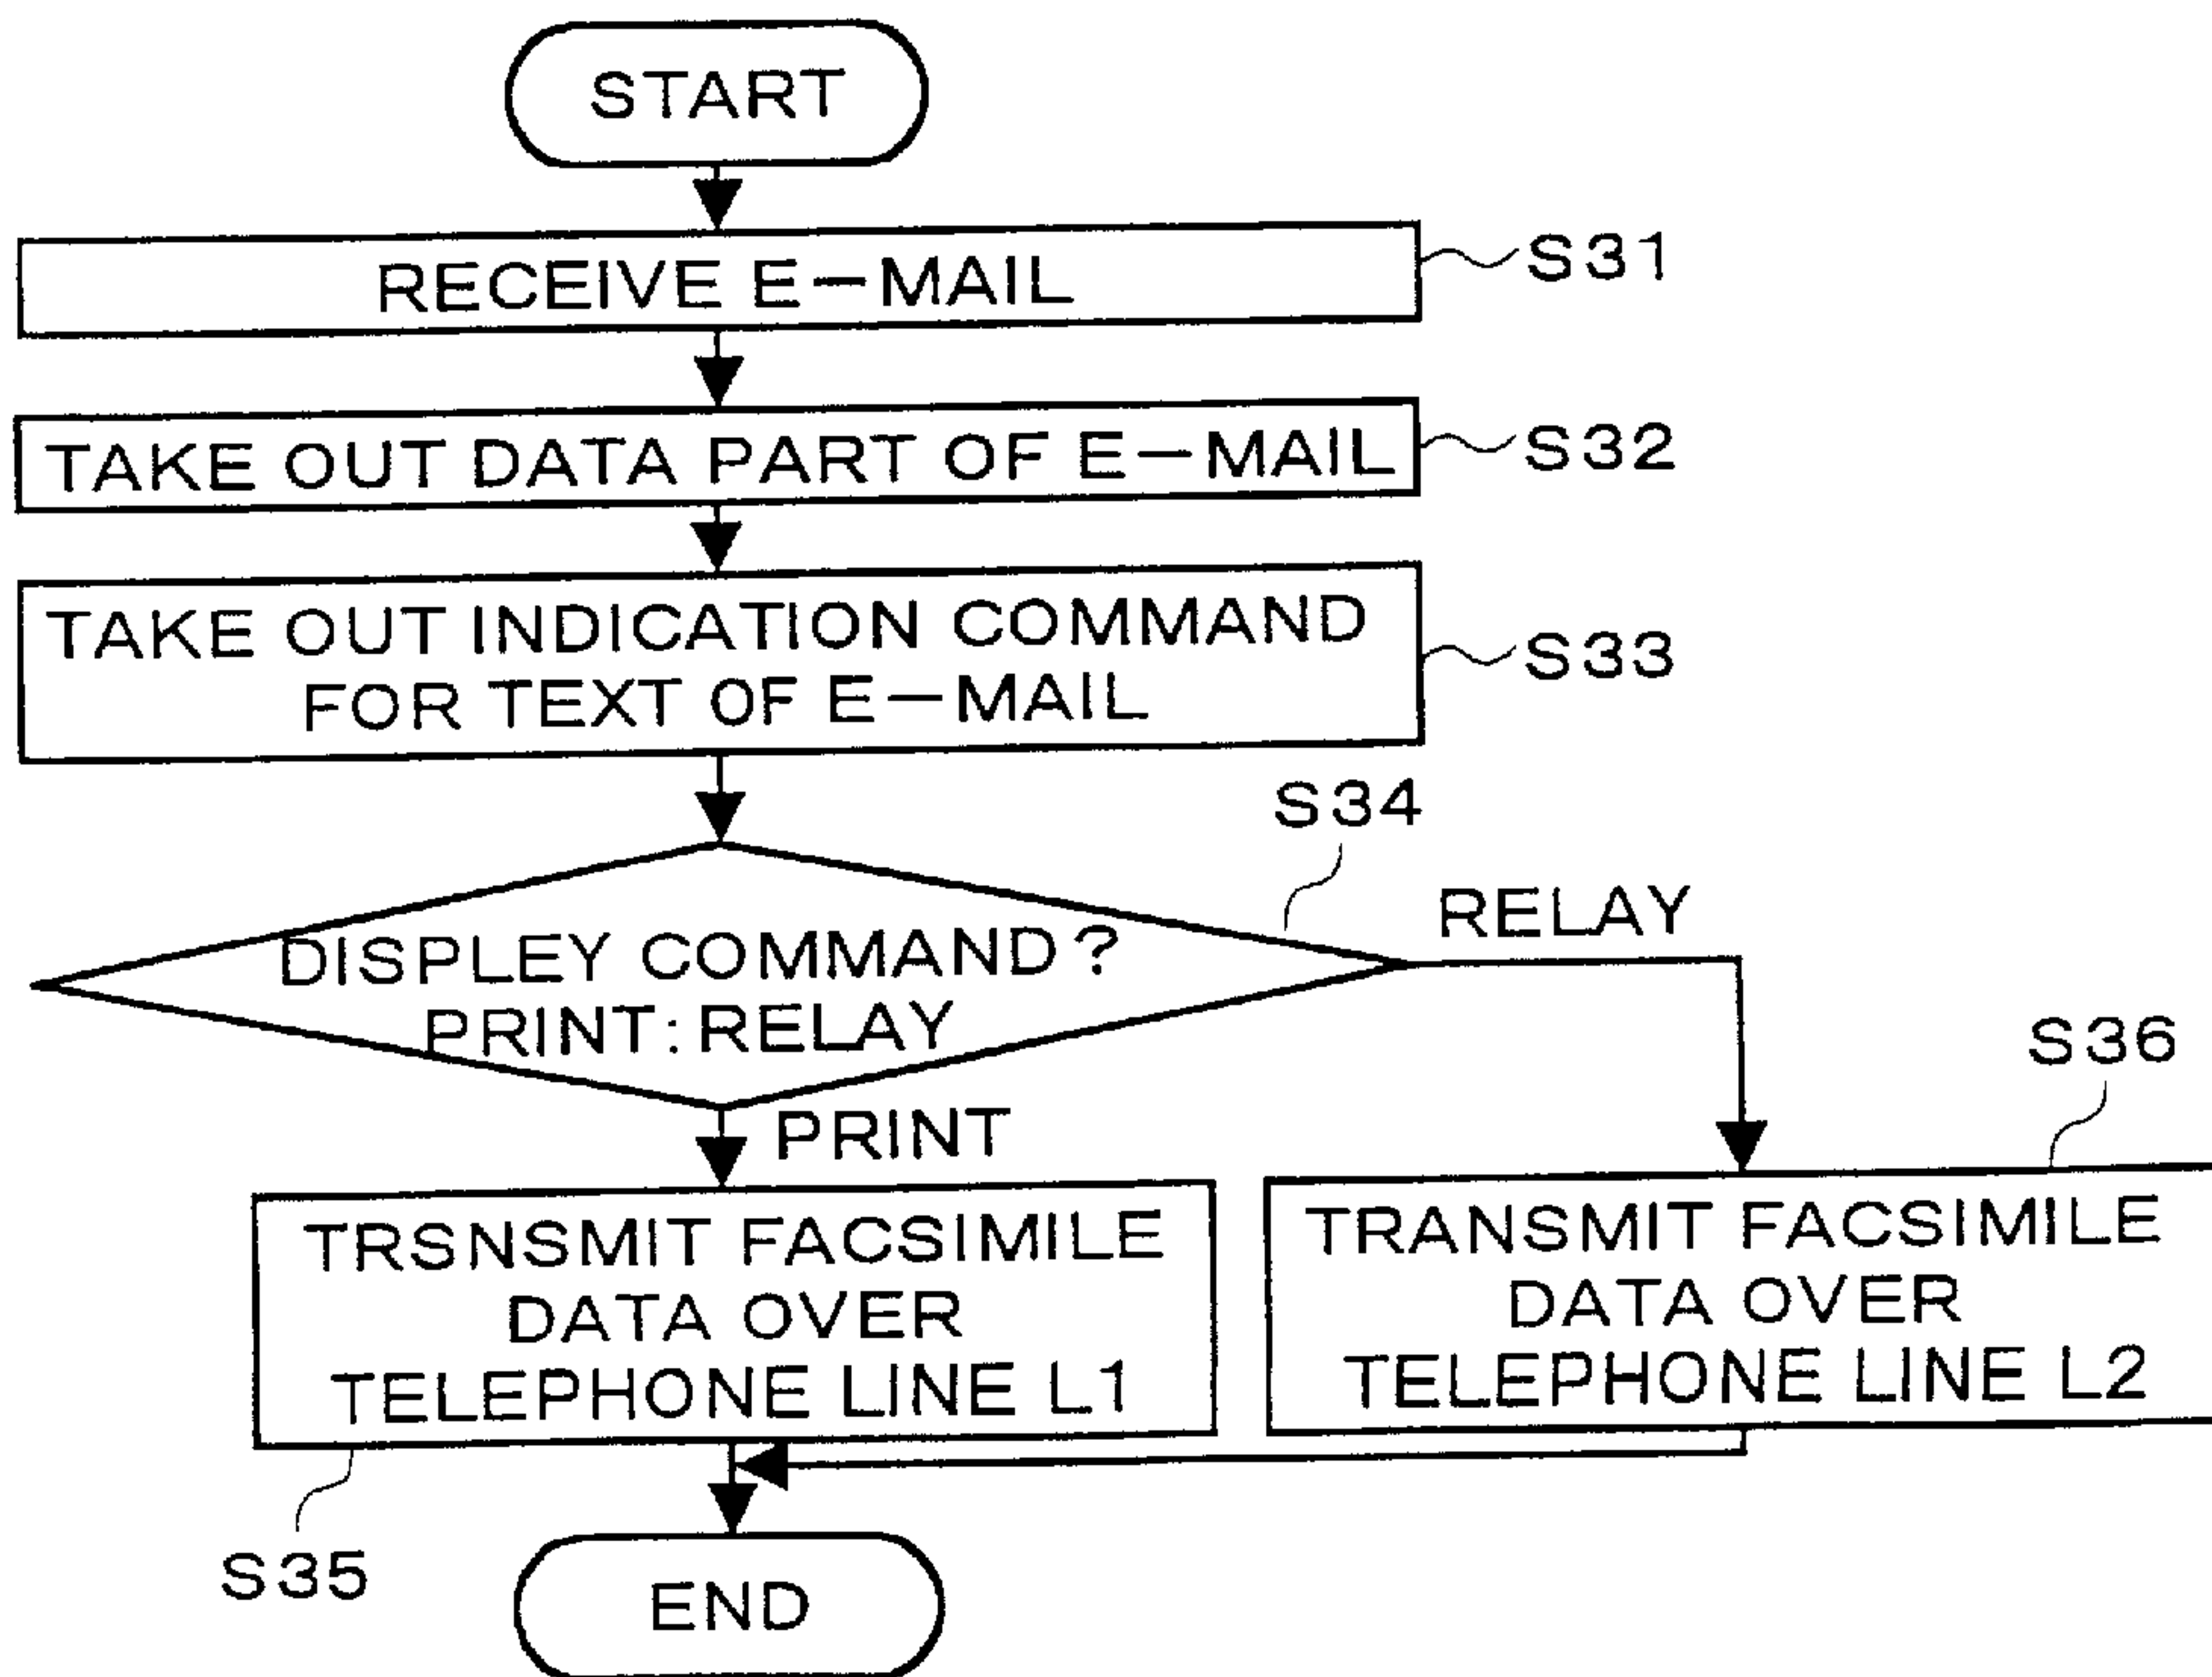 START
RECEIVE E-MAIL
S31
TAKE OUT DATA PART OF E-MAIL
S32
TAKE OUT INDICATION COMMAND
FOR TEXT OF E-MAIL
S33
S34
DISPLEY COMMAND?
PRINT:RELAY
RELAY
PRINT
S36
TRSNSMIT FACSIMILE
DATA OVER
TELEPHONE LINE L1
TRANSMIT FACSIMILE
DATA OVER
TELEPHONE LINE L2
S35
END